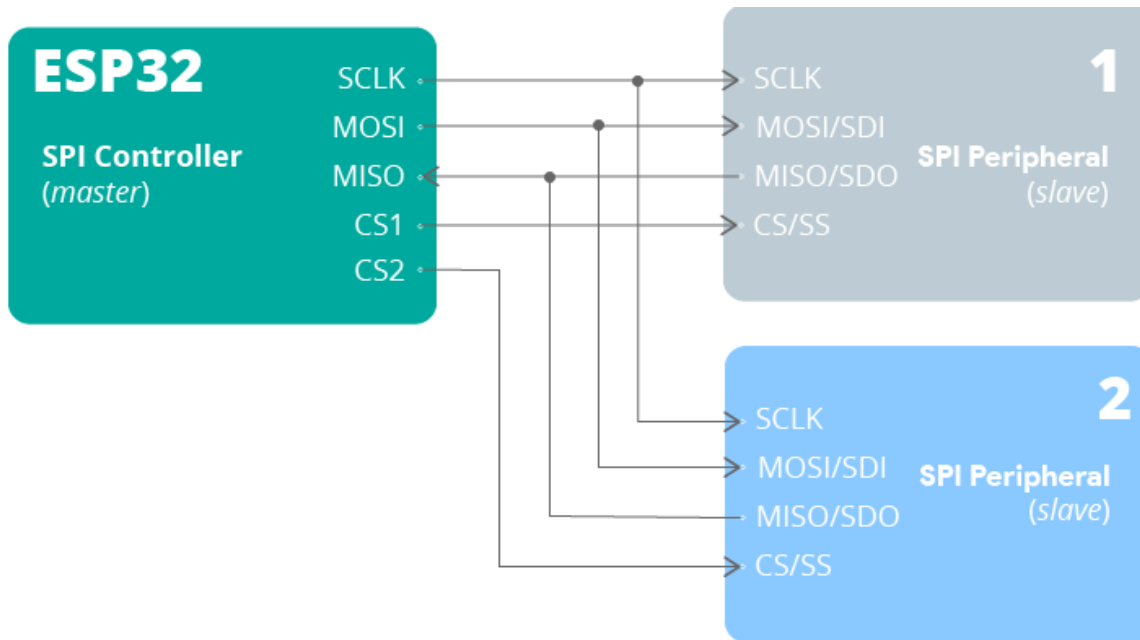 ESP32
SPI Controller
(master)
SCLK
MOSI
MISO
CS1
CS2
1
SCLK
MOSI/SDI
MISO/SDO
CS/SS
SPI Peripheral
(slave)
2
SCLK
MOSI/SDI
MISO/SDO
CS/SS
SPI Peripheral
(slave)